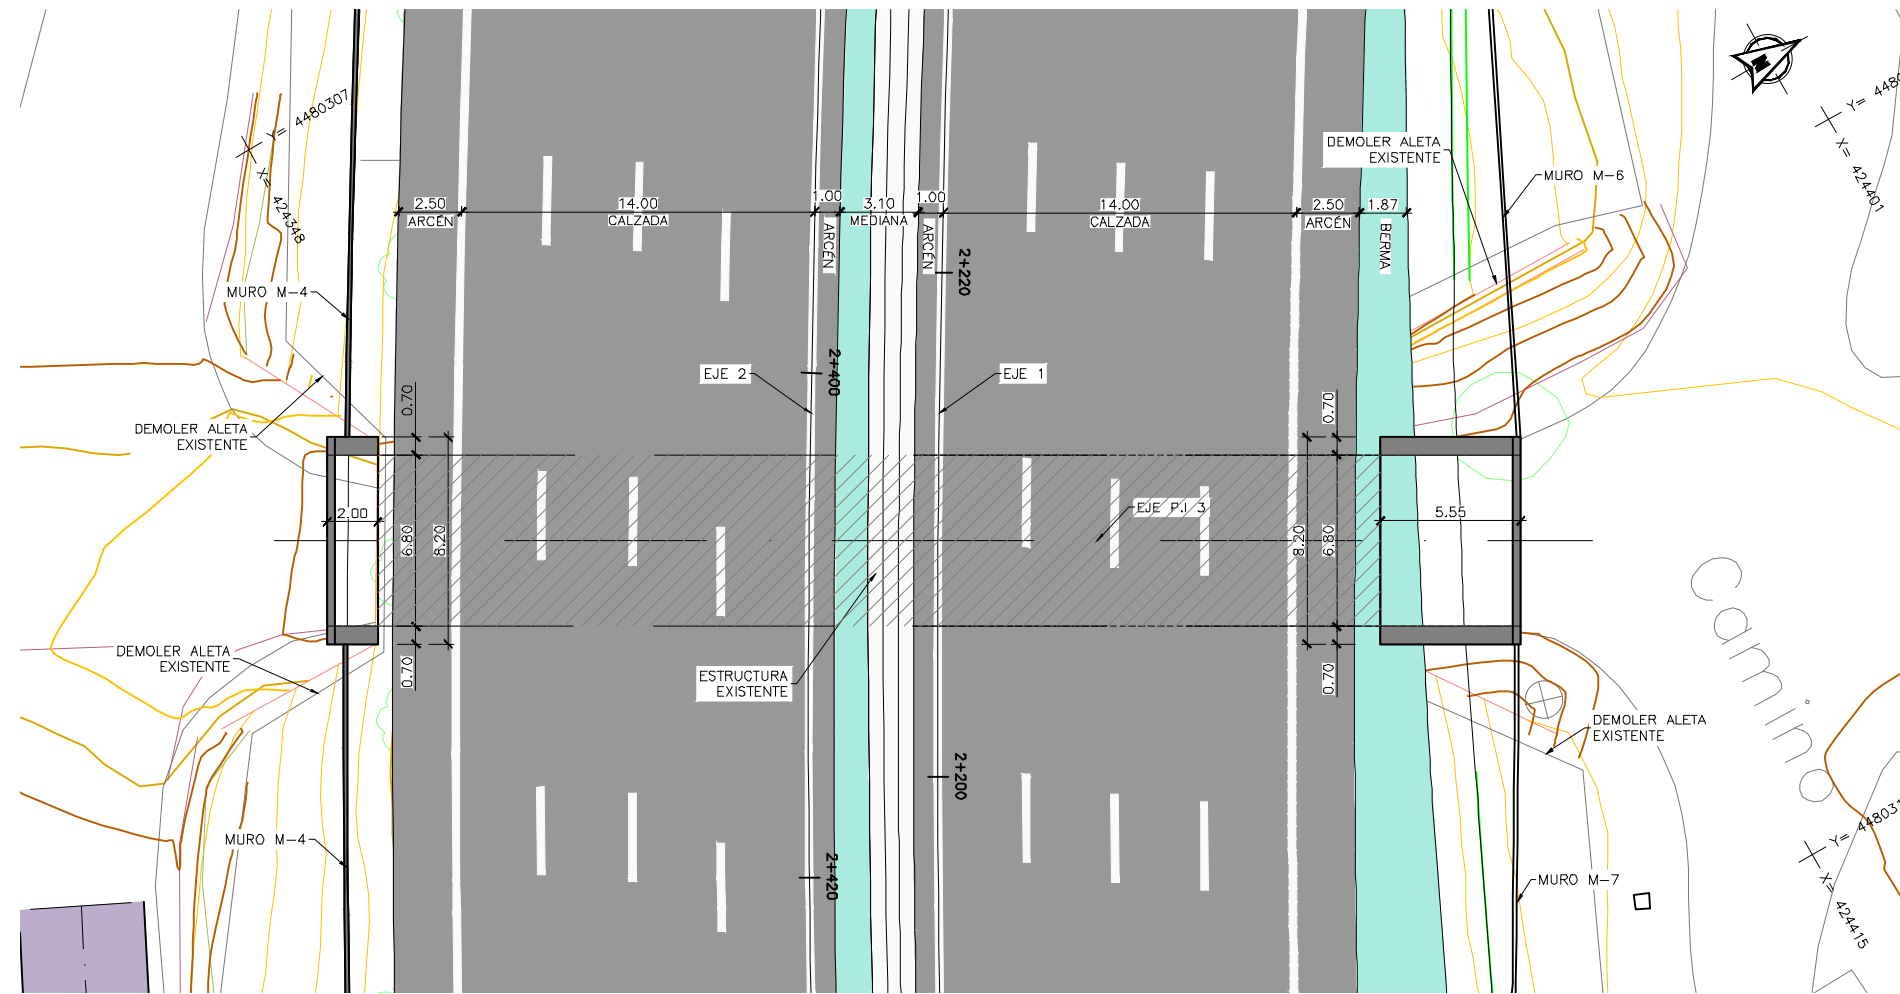 Y= 4480307
X= 424348
Y= 448
X= 424401
DEMOLER ALETA
EXISTENTE
MURO M-6
2.50
ARCÉN
14.00
CALZADA
1.00
ARCÉN
3.10
MEDIANA
1.00
ARCÉN
14.00
CALZADA
2.50
ARCÉN
1.87
BERMA
2+220
MURO M-4
2+400
EJE 2
EJE 1
0.70
0.70
DEMOLER ALETA
EXISTENTE
EJE P.I 3
2.00
6.80
8.20
8.20
6.80
5.55
DEMOLER ALETA
EXISTENTE
0.70
0.70
ESTRUCTURA
EXISTENTE
Camino
DEMOLER ALETA
EXISTENTE
2+200
MURO M-4
2+420
MURO M-7
Y= 448031
X= 424415